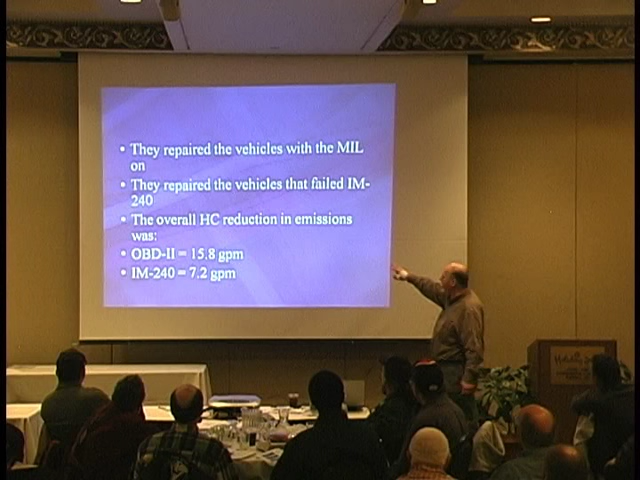 • They repaired the vehicles with the MIL
on
• They repaired the vehicles that failed IM-
240
• The overall HC reduction in emissions
was:
• OBD-II = 15.8 gpm
• IM-240 = 7.2 gpm